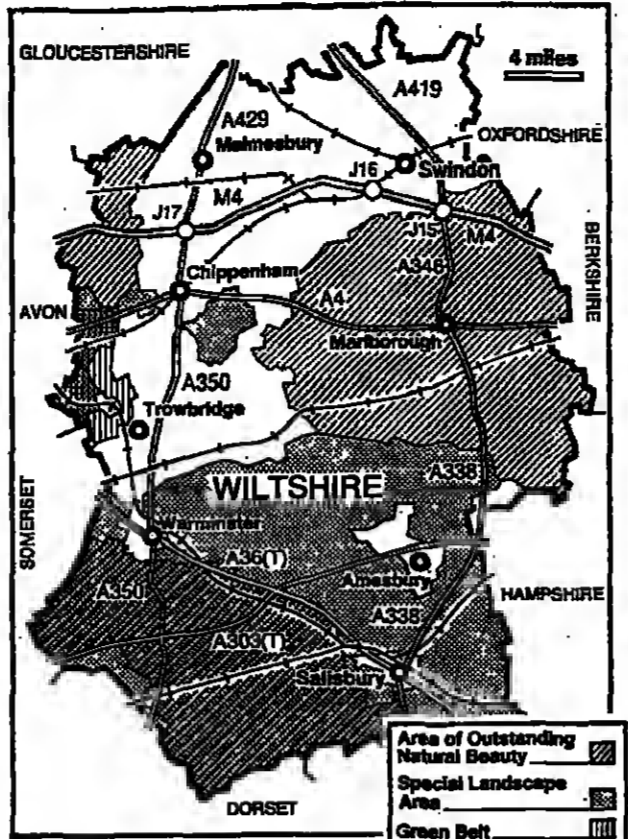 GLOUCESTERSHIRE
4 miles
A419
A429
Malmesbury
OXFORDSHIRE
J16
Swindon
M4
J17
J15
M4
BERKSHIRE
A346
Chippenham
A4
AVON
Marlborough
A350
Trowbridge
A338
WILTSHIRE
SOMERSET
Warminster
A36(T)
Amesbury
A350
HAMPSHIRE
A338
A303(T)
Salisbury
Area of Outstanding
Natural Beauty
Special Landscape
Area
DORSET
Green Belt